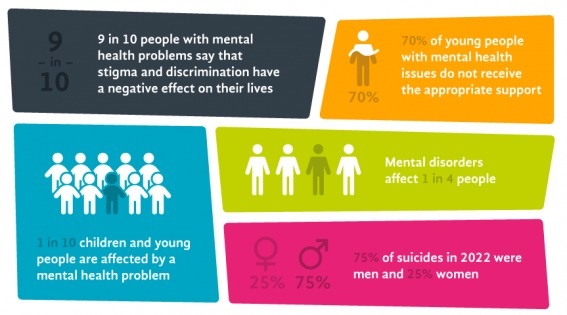 9
– in –
10
9 in 10 people with mental
health problems say that
stigma and discrimination have
a negative effect on their lives
70%
70% of young people
with mental health
issues do not receive
the appropriate support
1 in 10 children and young
people are affected by a
mental health problem
Mental disorders
affect 1 in 4 people
25% 75%
75% of suicides in 2022 were
men and 25% women